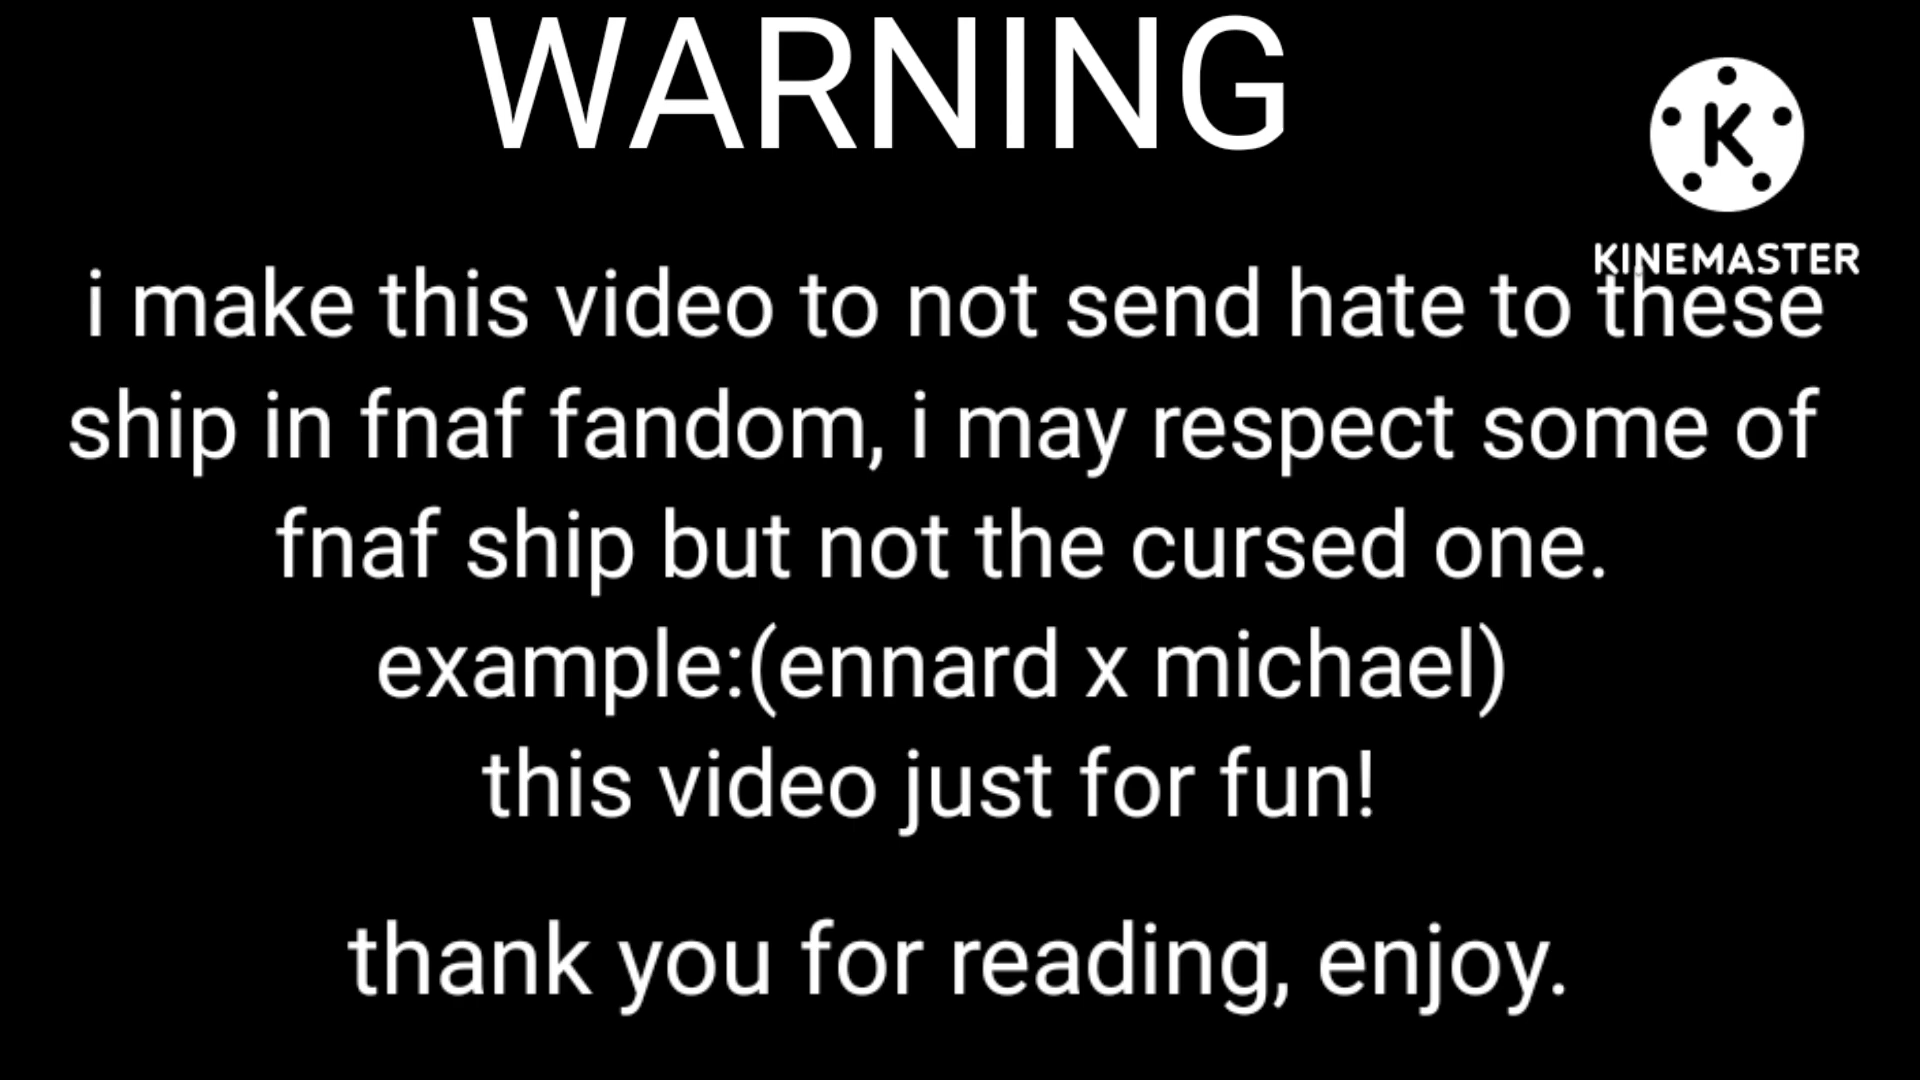 WARNING
K
KINEMASTER
i make this video to not send hate to these
ship in fnaf fandom, i may respect some of
fnaf ship but not the cursed one.
example:(ennard x michael)
this video just for fun!
thank you for reading, enjoy.